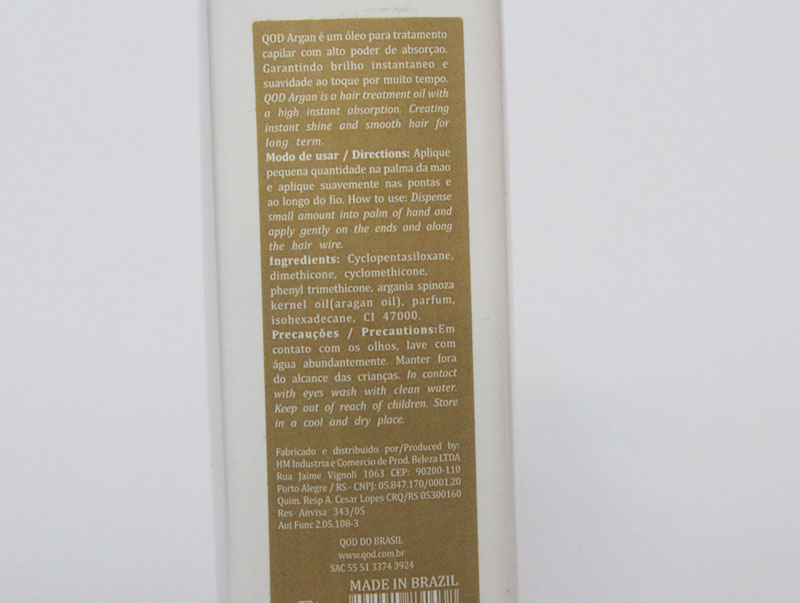 QOD Argan é um óleo para tratamento
capilar com alto poder de absorçao.
Garantindo brilho instantaneo e
suavidade ao toque por muito tempo.
QOD Argan is a hair treatment oil with
a high instant absorption. Creating
instant shine and smooth hair for
long term.
Modo de usar / Directions: Aplique
pequena quantidade na palma da mao
e aplique suavemente nas pontas e
ao longo do fio. How to use: Dispense
small amount into palm of hand and
apply gently on the ends and along
the hair wire.
Ingredients: Cyclopentasiloxane,
dimethicone, cyclomethicone,
phenyl trimethicone, argania spinoza
kernel oil(aragan oil), parfum,
isohexadecane, CI 47000.
Precauções / Precautions:Em
contato com os olhos, lave com
água abundantemente. Manter fora
do alcance das crianças. In contact
with eyes wash with clean water.
Keep out of reach of children. Store
in a cool and dry place.
Fabricado e distribuido por/Produced by:
HM Industria e Comercio de Prod. Beleza LTDA
Rua Jaime Vignoli 1063 CEP: 90200-110
Porto Alegre / RS - CNPJ: 05.847.170/0001.20
Quim. Resp A. Cesar Lopes CRQ/RS 05300160
Res Anvisa 343/05
Aut Func 2.05.108-3
QOD DO BRASIL
www.qod.com.br
SAC 55 51 3374 3924
MADE IN BRAZIL